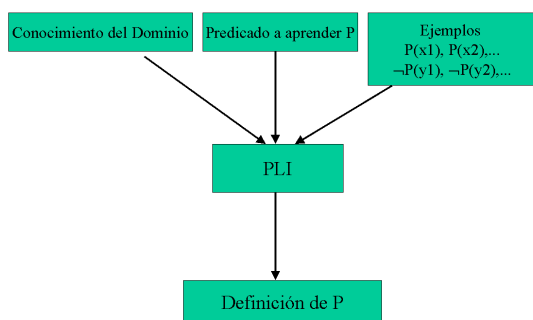 Conocimiento del Dominio
Predicado a aprender P
Ejemplos
P(x1), P(x2),...
¬P(y1), ¬P(y2),...
PLI
Definición de P